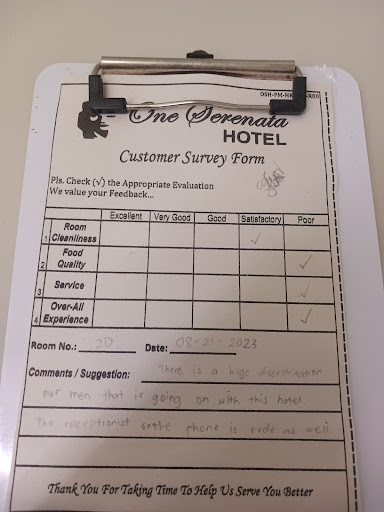 OSH-FM-HK
One Serenata
HOTEL
Customer Survey Form
Pls. Check (√) the Appropriate Evaluation
We value your Feedback...
Excellent Very Good Good Satisfactory Poor
1 Room Cleanliness ✓
2 Food Quality ✓
3 Service ✓
4 Over-All Experience ✓
Room No.: 2D Date: 08-21-2023
Comments / Suggestion: There is a huge discrimination
for men that is going on with this hotel
The receptionist on the phone is rude as well
Thank You For Taking Time To Help Us Serve You Better